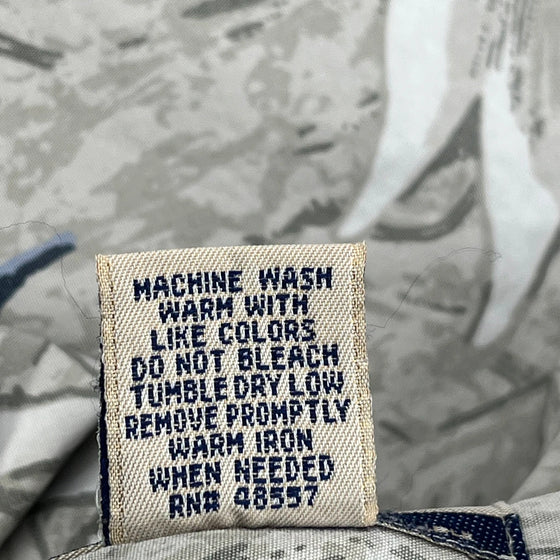 MACHINE WASH
WARM WITH
LIKE COLORS
DO NOT BLEACH
TUMBLE DRY LOW
REMOVE PROMPTLY
WARM IRON
WHEN NEEDED
RN# 48557